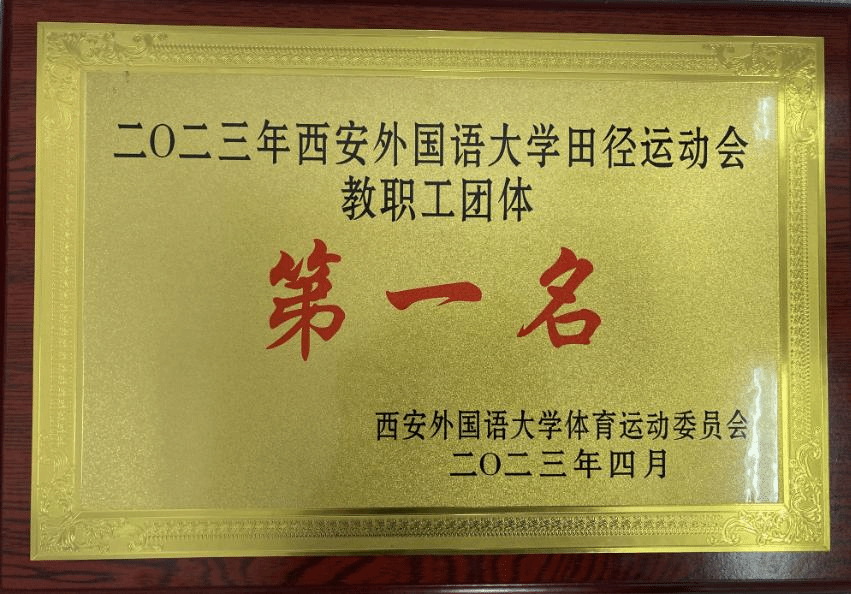 二〇二三年西安外国语大学田径运动会
教职工团体
第一名
西安外国语大学体育运动委员会
二〇二三年四月